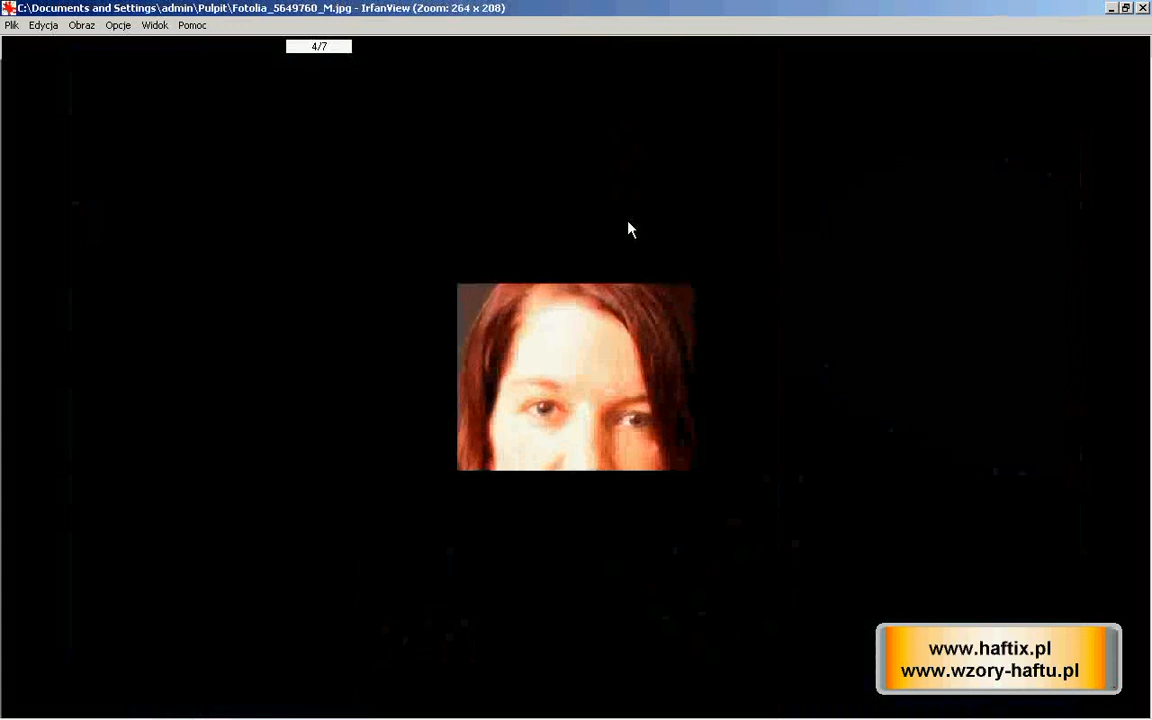 C:\Documents and Settings\admin\Pulpit\Fotolia_5649760_M.jpg - IrfanView (Zoom: 264 x 208)
Plik Edycja Obraz Opcje Widok Pomoc
4/7
www.haftix.pl
www.wzory-haftu.pl